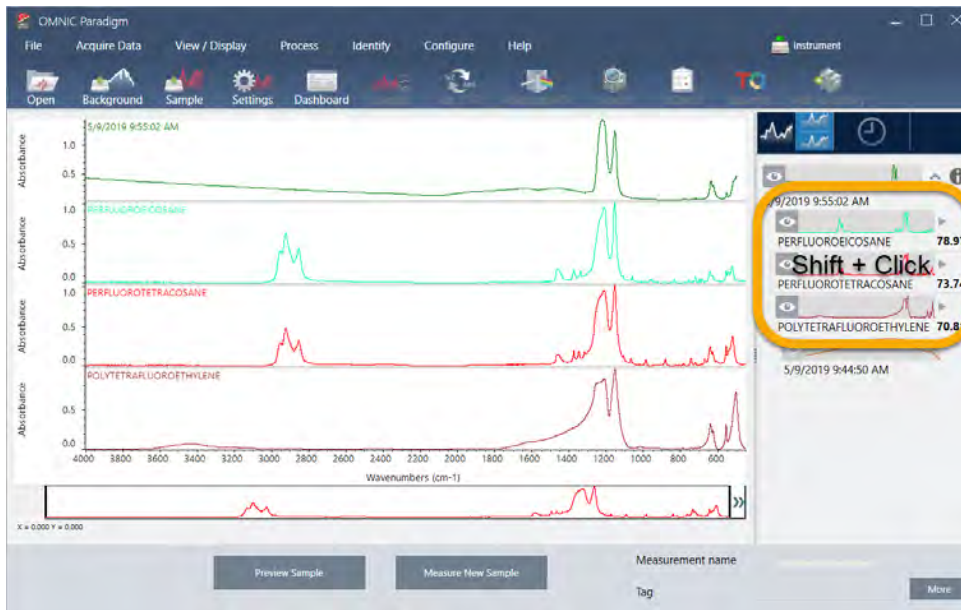 OMNIC Paradigm
File Acquire Data View / Display Process Identify Configure Help Instrument
Open Background Sample Settings Dashboard
5/9/2019 9:55:02 AM
Absorbance
1.0
0.5
PERFLUOROEICOSANE
Absorbance
1.0
0.5
0.0
PERFLUOROTETRACOSANE
Absorbance
1.0
0.5
0.0
POLYTETRAFLUOROETHYLENE
Absorbance
0.5
0.0
4000 3800 3600 3400 3200 3000 2800 2600 2400 2200 2000 1800 1600 1400 1200 1000 800 600
Wavenumbers (cm-1)
X = 0.000 Y = 0.000
5/9/2019 9:55:02 AM
PERFLUOROEICOSANE 78.97
Shift + Click
PERFLUOROTETRACOSANE 73.74
POLYTETRAFLUOROETHYLENE
5/9/2019 9:44:50 AM
Preview Sample Measure New Sample
Measurement name
Tag
More